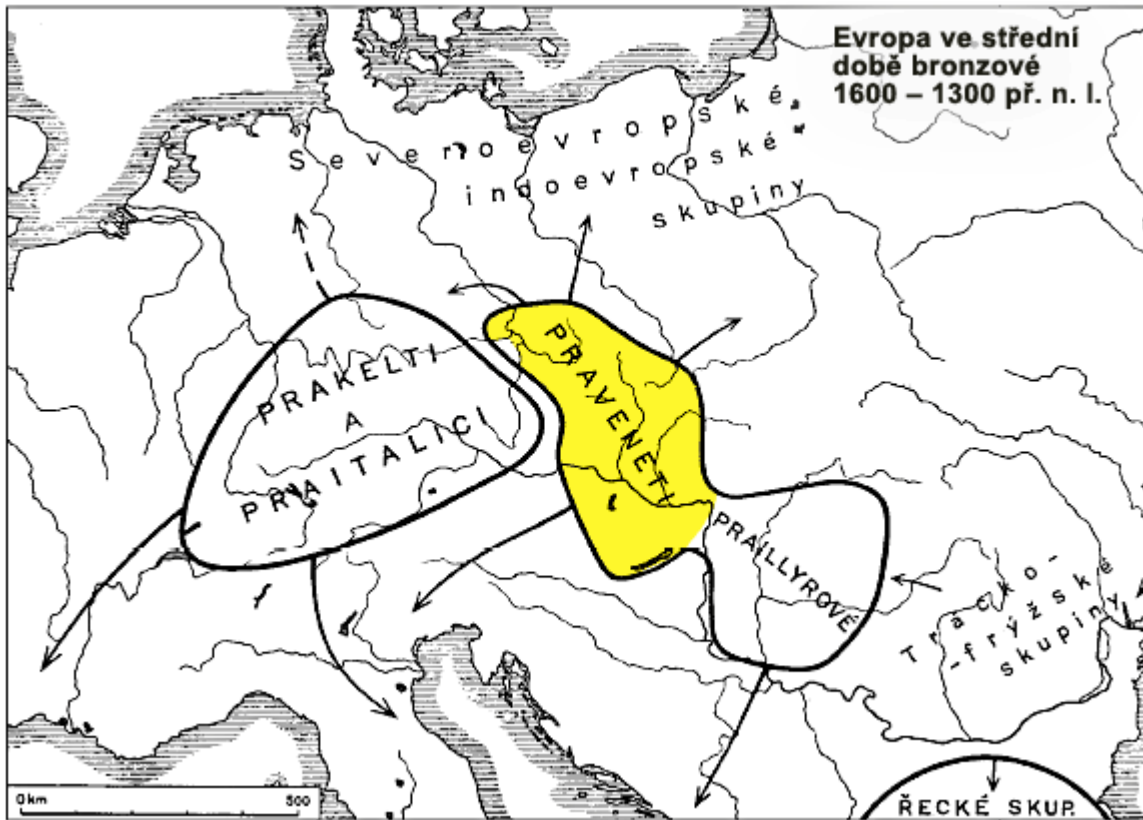 Evropa ve střední
době bronzové
1600 – 1300 př. n. l.
Severoevropské
indoevropské
skupiny
PRAKELTI
A
PRAITALICI
PRAVENETI
PRAILLYROVÉ
Trácko-
-frýžské
skupiny
ŘECKÉ SKUP.
0 km 500